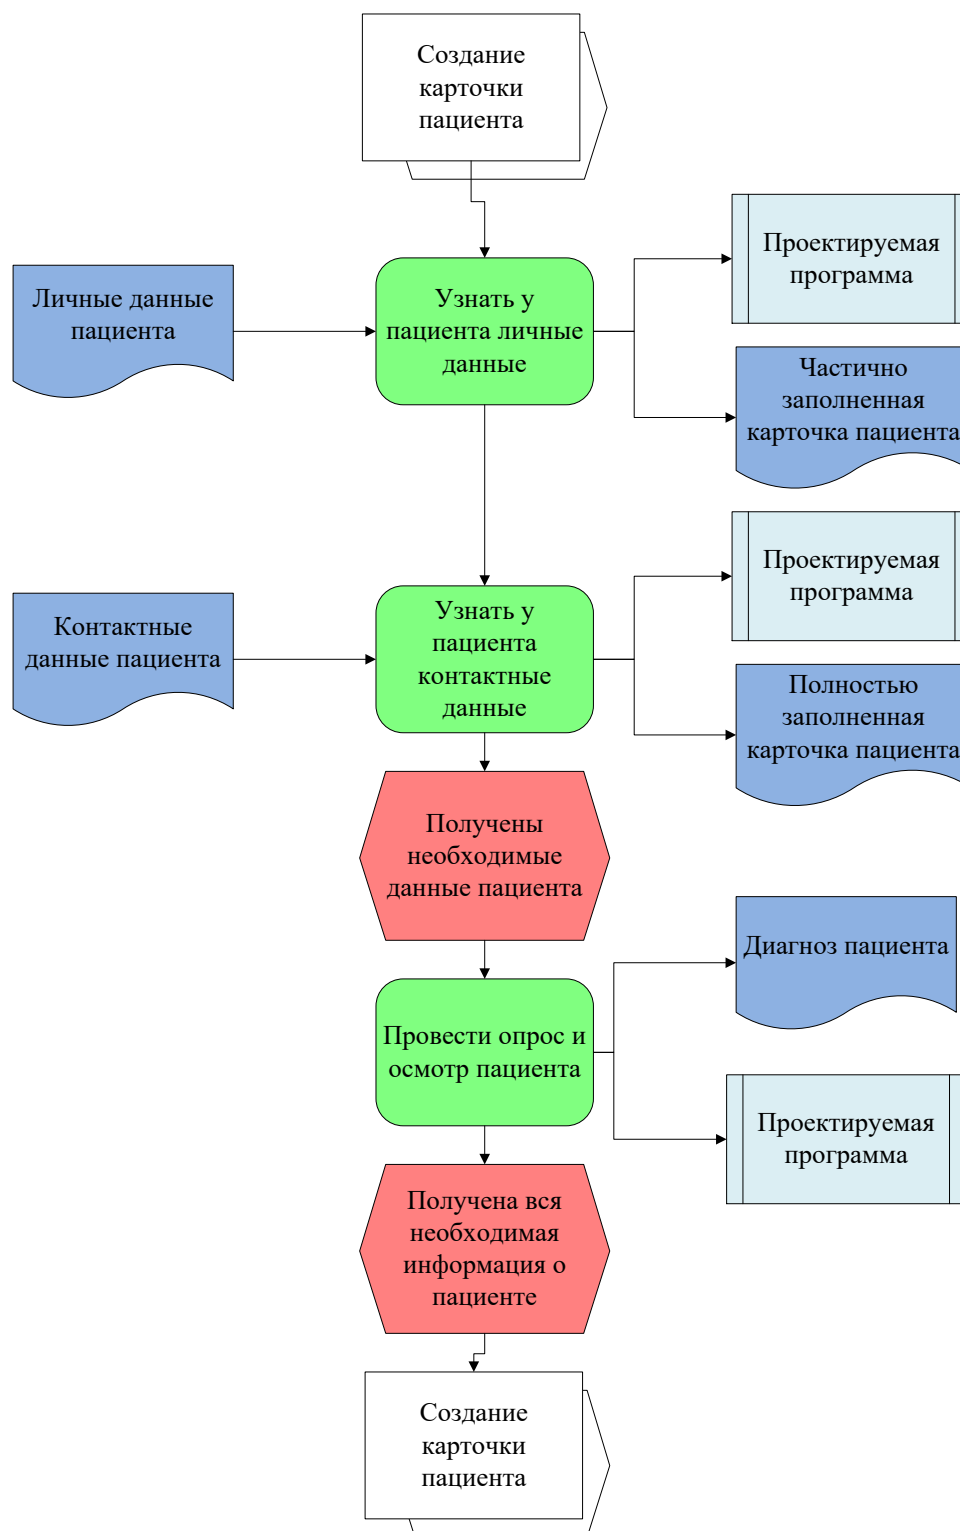 Создание
карточки
пациента
Проектируемая
программа
Личные данные
пациента
Узнать у
пациента личные
данные
Частично
заполненная
карточка пациента
Проектируемая
программа
Контактные
данные пациента
Узнать у
пациента
контактные
данные
Полностью
заполненная
карточка пациента
Получены
необходимые
данные пациента
Диагноз пациента
Провести опрос и
осмотр пациента
Проектируемая
программа
Получена вся
необходимая
информация о
пациенте
Создание
карточки
пациента